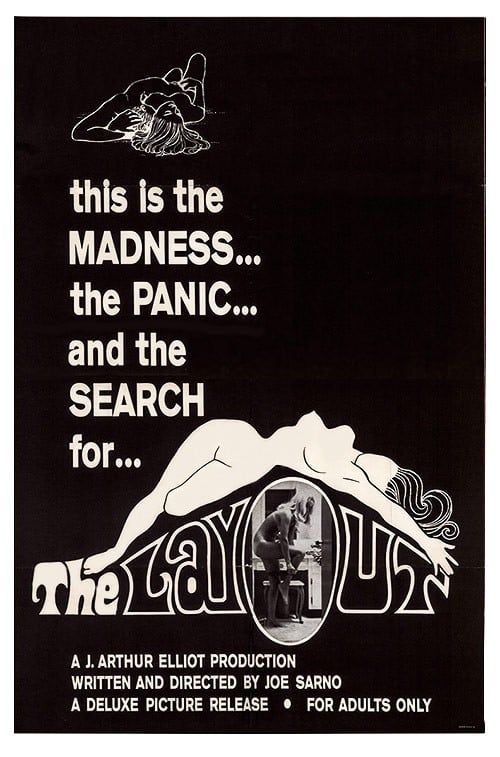 this is the
MADNESS...
the PANIC...
and the
SEARCH
for...
The LayOUT
A J. ARTHUR ELLIOT PRODUCTION
WRITTEN AND DIRECTED BY JOE SARNO
A DELUXE PICTURE RELEASE • FOR ADULTS ONLY